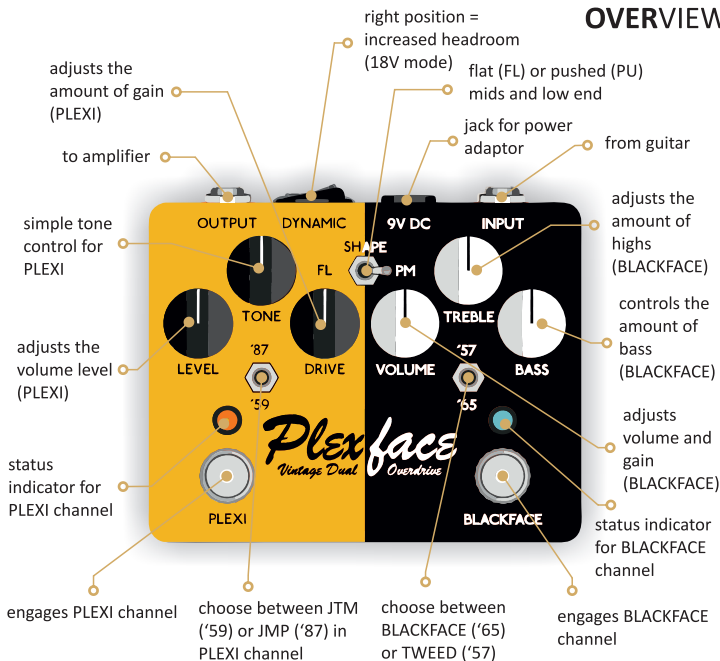 OVERVIEW
right position =
increased headroom
(18V mode)
adjusts the
amount of gain
(PLEXI)
flat (FL) or pushed (PU)
mids and low end
jack for power
adaptor
to amplifier
from guitar
adjusts the
amount of
highs
(BLACKFACE)
simple tone
control for
PLEXI
OUTPUT DYNAMIC 9V DC INPUT
SHAPE
FL PM
TONE TREBLE
controls the
amount of
bass
(BLACKFACE)
adjusts the
volume level
(PLEXI)
LEVEL DRIVE VOLUME BASS
'87 '57
'59 '65
adjusts
volume and
gain
(BLACKFACE)
Plexface
Vintage Dual Overdrive
status
indicator for
PLEXI channel
PLEXI BLACKFACE
status indicator
for BLACKFACE
channel
engages PLEXI channel
choose between JTM
(‘59) or JMP (‘87) in
PLEXI channel
choose between
BLACKFACE (‘65)
or TWEED (‘57)
engages BLACKFACE
channel